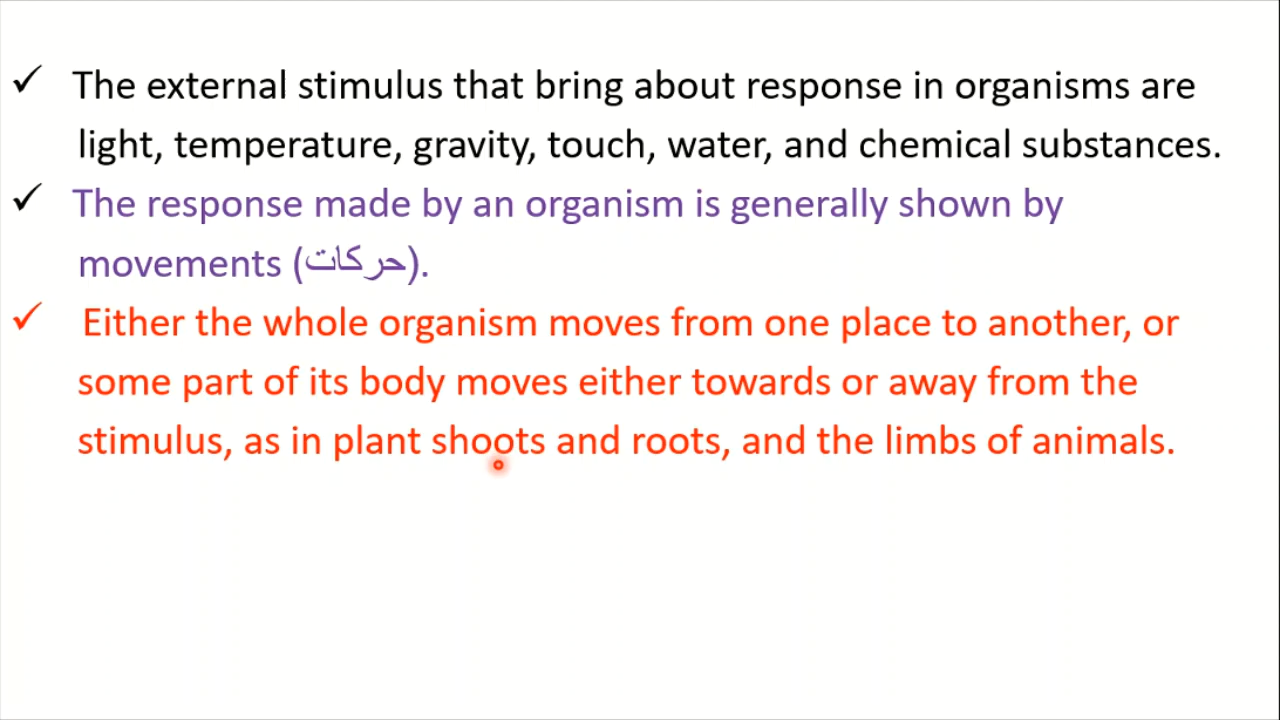 ✓ The external stimulus that bring about response in organisms are
light, temperature, gravity, touch, water, and chemical substances.
✓ The response made by an organism is generally shown by
movements (حركات).
✓ Either the whole organism moves from one place to another, or
some part of its body moves either towards or away from the
stimulus, as in plant shoots and roots, and the limbs of animals.